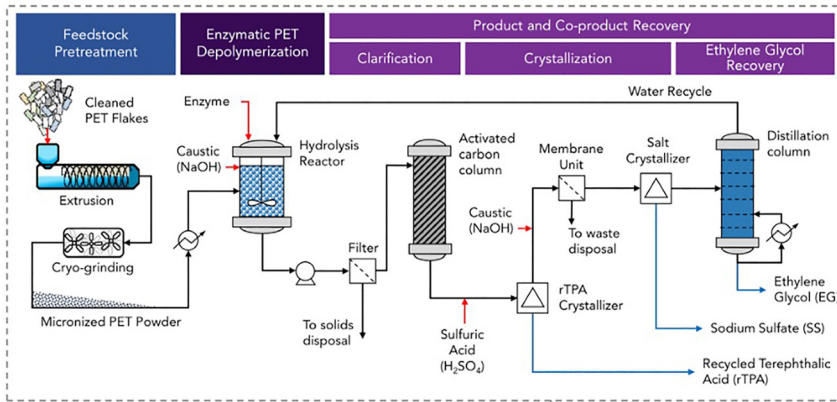 Feedstock
Pretreatment
Enzymatic PET
Depolymerization
Product and Co-product Recovery
Clarification
Crystallization
Ethylene Glycol
Recovery
Cleaned
PET Flakes
Extrusion
Cryo-grinding
Micronized PET Powder
Enzyme
Caustic
(NaOH)
Hydrolysis
Reactor
Filter
To solids
disposal
Activated
carbon
column
Sulfuric
Acid
(H₂SO₄)
Caustic
(NaOH)
rTPA
Crystallizer
Membrane
Unit
To waste
disposal
Water Recycle
Salt
Crystallizer
Distillation
column
Ethylene
Glycol (EG)
Sodium Sulfate (SS)
Recycled Terephthalic
Acid (rTPA)